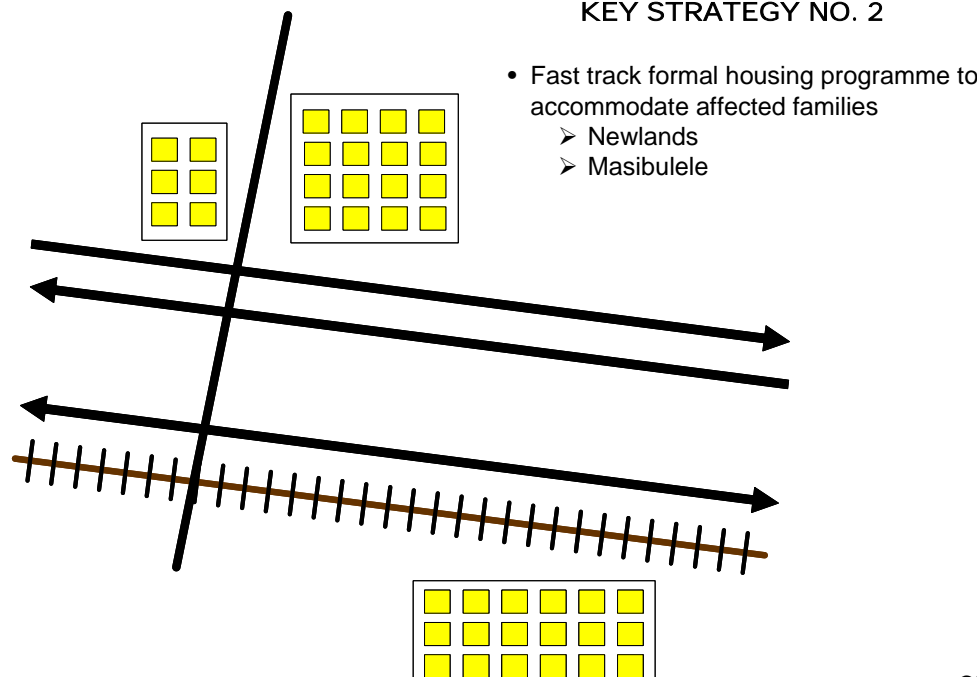 KEY STRATEGY NO. 2
• Fast track formal housing programme to
accommodate affected families
➢ Newlands
➢ Masibulele